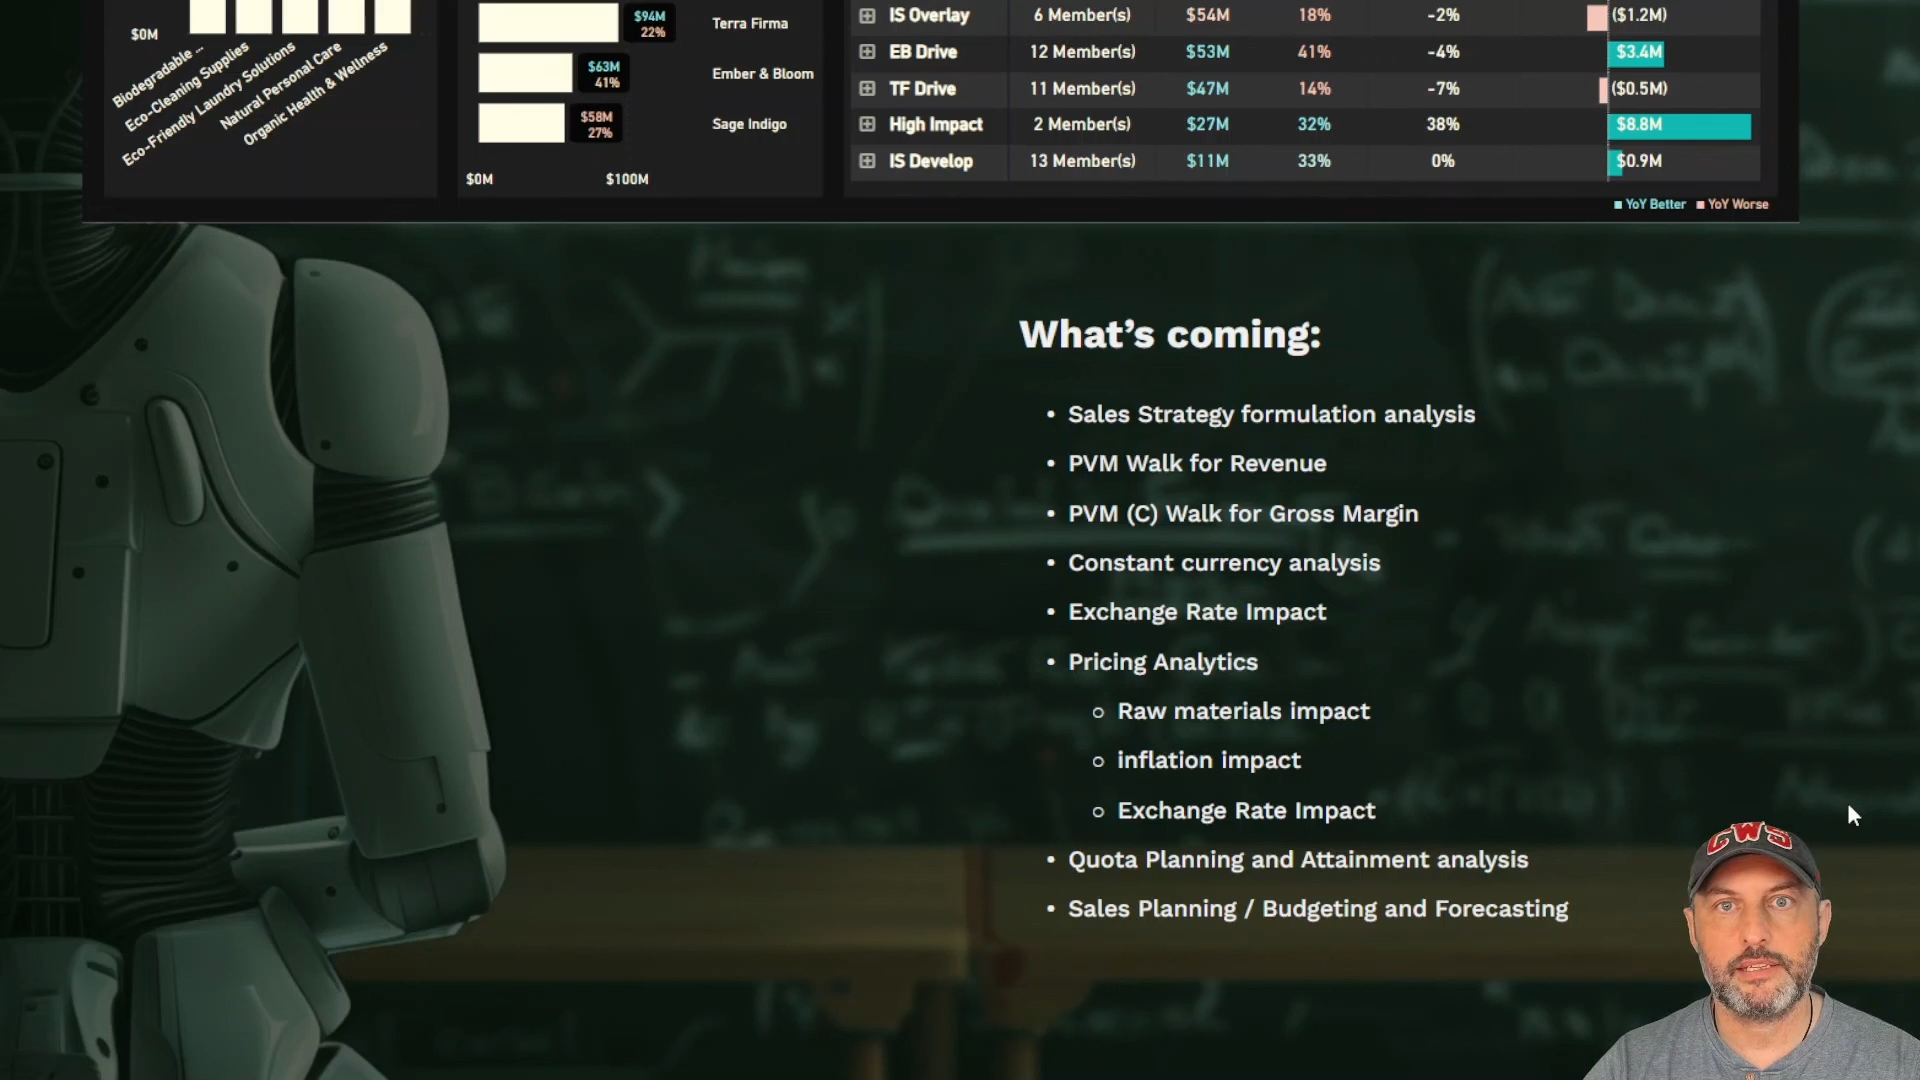 $0M
Biodegradable ...
Eco-Cleaning Supplies
Eco-Friendly Laundry Solutions
Natural Personal Care
Organic Health & Wellness
$94M
22%
Terra Firma
$63M
41%
Ember & Bloom
$58M
27%
Sage Indigo
$0M $100M
IS Overlay 6 Member(s) $54M 18% -2% ($1.2M)
EB Drive 12 Member(s) $53M 41% -4% $3.4M
TF Drive 11 Member(s) $47M 14% -7% ($0.5M)
High Impact 2 Member(s) $27M 32% 38% $8.8M
IS Develop 13 Member(s) $11M 33% 0% $0.9M
YoY Better YoY Worse
What's coming:
• Sales Strategy formulation analysis
• PVM Walk for Revenue
• PVM (C) Walk for Gross Margin
• Constant currency analysis
• Exchange Rate Impact
• Pricing Analytics
○ Raw materials impact
○ inflation impact
○ Exchange Rate Impact
• Quota Planning and Attainment analysis
• Sales Planning / Budgeting and Forecasting
CWS